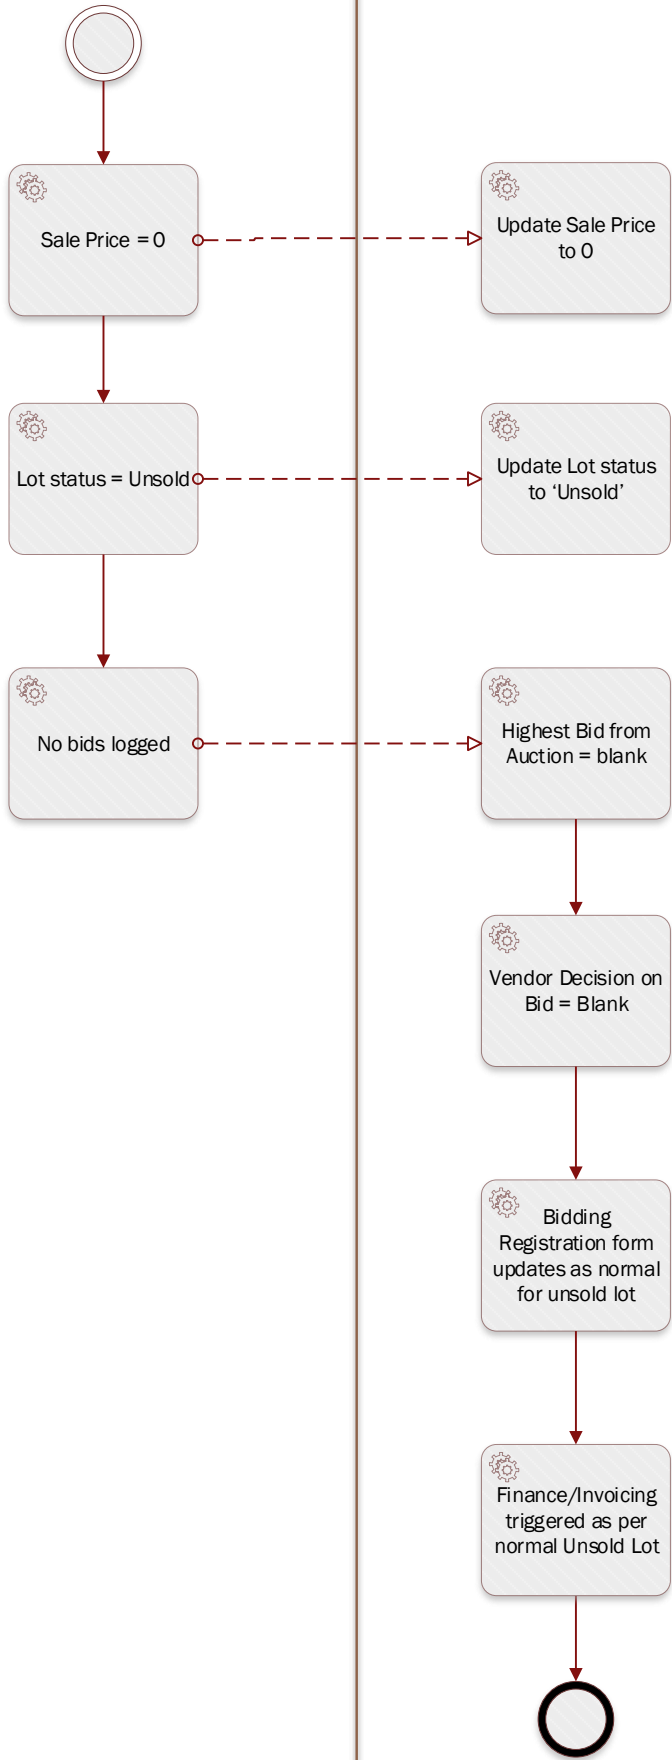 Sale Price = 0
Update Sale Price
to 0
Lot status = Unsold
Update Lot status
to ‘Unsold’
No bids logged
Highest Bid from
Auction = blank
Vendor Decision on
Bid = Blank
Bidding
Registration form
updates as normal
for unsold lot
Finance/Invoicing
triggered as per
normal Unsold Lot